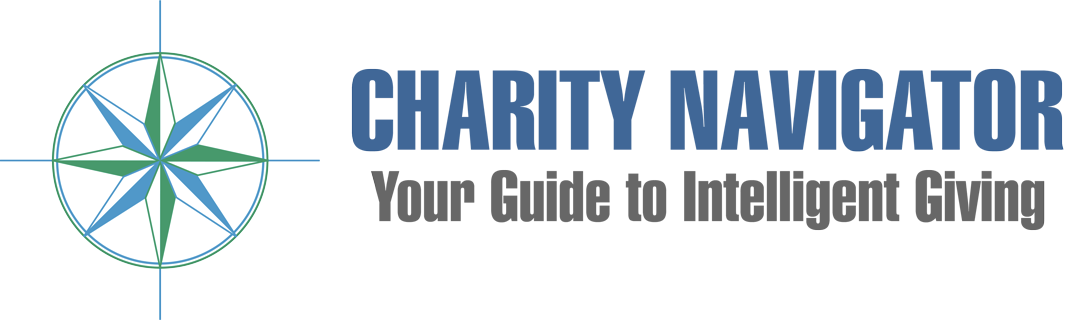 CHARITY NAVIGATOR
Your Guide to Intelligent Giving